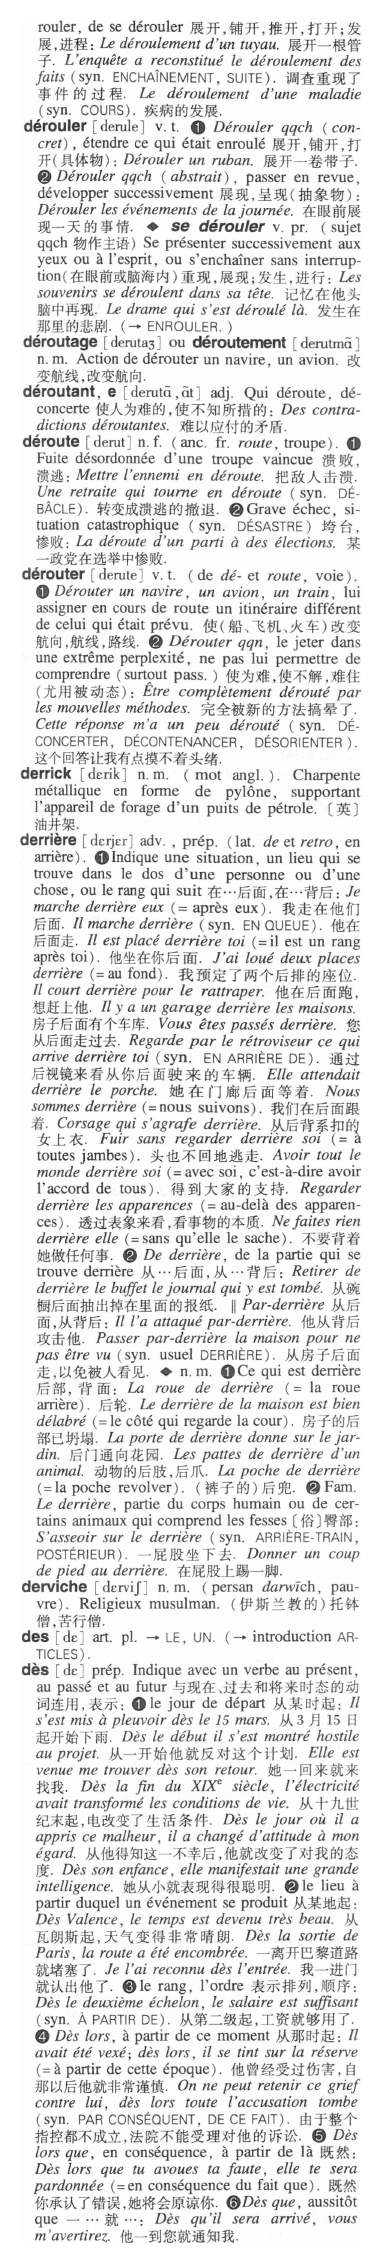 rouler, de se dérouler 展开,铺开,推开,打开;发
展,进程: Le déroulement d'un tuyau. 展开一根管
子. L'enquête a reconstitué le déroulement des
faits (syn. ENCHAÎNEMENT, SUITE). 调查重现了
事件的过程. Le déroulement d'une maladie
(syn. COURS). 疾病的发展.
dérouler [derule] v. t. ❶ Dérouler qqch (con-
cret), étendre ce qui était enroulé 展开,铺开,打
开(具体物): Dérouler un ruban. 展开一卷带子.
❷ Dérouler qqch (abstrait), passer en revue,
développer successivement 展现,呈现(抽象物):
Dérouler les événements de la journée. 在眼前展
现一天的事情. ◆ se dérouler v. pr. (sujet
qqch 物作主语) Se présenter successivement aux
yeux ou à l'esprit, ou s'enchaîner sans interrup-
tion(在眼前或脑海内)重现,展现;发生,进行: Les
souvenirs se déroulent dans sa tête. 记忆在他头
脑中再现. Le drame qui s'est déroulé là. 发生在
那里的悲剧. (→ ENROULER.)
déroutage [derutaʒ] ou déroutement [derutmɑ̃]
n. m. Action de dérouter un navire, un avion. 改
变航线,改变航向.
déroutant, e [derutɑ̃,ɑ̃t] adj. Qui déroute, dé-
concerte 使人为难的,使不知所措的: Des contra-
dictions déroutantes. 难以应付的矛盾.
déroute [derut] n. f. (anc. fr. route, troupe). ❶
Fuite désordonnée d'une troupe vaincue 溃败,
溃逃: Mettre l'ennemi en déroute. 把敌人击溃.
Une retraite qui tourne en déroute (syn. DÉ-
BÂCLE). 转变成溃逃的撤退. ❷ Grave échec, si-
tuation catastrophique (syn. DÉSASTRE) 垮台,
惨败: La déroute d'un parti à des élections. 某
一政党在选举中惨败.
dérouter [derute] v. t. (de dé- et route, voie).
❶ Dérouter un navire, un avion, un train, lui
assigner en cours de route un itinéraire différent
de celui qui était prévu. 使(船、飞机、火车)改变
航向,航线,路线. ❷ Dérouter qqn, le jeter dans
une extrême perplexité, ne pas lui permettre de
comprendre (surtout pass.) 使为难,使不解,难住
(尤用被动态): Être complètement dérouté par
les mouvelles méthodes. 完全被新的方法搞晕了.
Cette réponse m'a un peu dérouté (syn. DÉ-
CONCERTER, DÉCONTENANCER, DÉSORIENTER).
这个回答让我有点摸不着头绪.
derrick [dɛrik] n. m. (mot angl.). Charpente
métallique en forme de pylône, supportant
l'appareil de forage d'un puits de pétrole. 〔英〕
油井架.
derrière [dɛrjɛr] adv., prép. (lat. de et retro, en
arrière). ❶ Indique une situation, un lieu qui se
trouve dans le dos d'une personne ou d'une
chose, ou le rang qui suit 在…后面,在…背后: Je
marche derrière eux (= après eux). 我走在他们
后面. Il marche derrière (syn. EN QUEUE). 他在
后面走. Il est placé derrière toi (= il est un rang
après toi). 他坐在你后面. J'ai loué deux places
derrière (= au fond). 我预定了两个后排的座位.
Il court derrière pour le rattraper. 他在后面跑,
想赶上他. Il y a un garage derrière les maisons.
房子后面有个车库. Vous êtes passés derrière. 您
从后面走过去. Regarde par le rétroviseur ce qui
arrive derrière toi (syn. EN ARRIÈRE DE). 通过
后视镜来看从你后面驶来的车辆. Elle attendait
derrière le porche. 她在门廊后面等着. Nous
sommes derrière (= nous suivons). 我们在后面跟
着. Corsage qui s'agrafe derrière. 从后背系扣的
女上衣. Fuir sans regarder derrière soi (= à
toutes jambes). 头也不回地逃走. Avoir tout le
monde derrière soi (= avec soi, c'est-à-dire avoir
l'accord de tous). 得到大家的支持. Regarder
derrière les apparences (= au-delà des apparen-
ces). 透过表象来看,看事物的本质. Ne faites rien
derrière elle (= sans qu'elle le sache). 不要背着
她做任何事. ❷ De derrière, de la partie qui se
trouve derrière 从…后面,从…背后: Retirer de
derrière le buffet le journal qui y est tombé. 从碗
橱后面抽出掉在里面的报纸. ‖ Par-derrière 从后
面,从背后: Il l'a attaqué par-derrière. 他从背后
攻击他. Passer par-derrière la maison pour ne
pas être vu (syn. usuel DERRIÈRE). 从房子后面
走,以免被人看见. ◆ n. m. ❶ Ce qui est derrière
后部, 背面: La roue de derrière (= la roue
arrière). 后轮. Le derrière de la maison est bien
délabré (= le côté qui regarde la cour). 房子的后
部已坍塌. La porte de derrière donne sur le jar-
din. 后门通向花园. Les pattes de derrière d'un
animal. 动物的后肢,后爪. La poche de derrière
(= la poche revolver). (裤子的)后兜. ❷ Fam.
Le derrière, partie du corps humain ou de cer-
tains animaux qui comprend les fesses〔俗〕臀部:
S'asseoir sur le derrière (syn. ARRIÈRE-TRAIN,
POSTÉRIEUR). 一屁股坐下去. Donner un coup
de pied au derrière. 在屁股上踢一脚.
derviche [dɛrviʃ] n. m. (persan darwīch, pau-
vre). Religieux musulman. (伊斯兰教的)托钵
僧,苦行僧.
des [de] art. pl. → LE, UN. (→ introduction AR-
TICLES).
dès [de] prép. Indique avec un verbe au présent,
au passé et au futur 与现在、过去和将来时态的动
词连用,表示: ❶ le jour de départ 从某时起: Il
s'est mis à pleuvoir dès le 15 mars. 从 3 月 15 日
起开始下雨. Dès le début il s'est montré hostile
au projet. 从一开始他就反对这个计划. Elle est
venue me trouver dès son retour. 她一回来就来
找我. Dès la fin du XIXe siècle, l'électricité
avait transformé les conditions de vie. 从十九世
纪末起,电改变了生活条件. Dès le jour où il a
appris ce malheur, il a changé d'attitude à mon
égard. 从他得知这一不幸后,他就改变了对我的态
度. Dès son enfance, elle manifestait une grande
intelligence. 她从小就表现得很聪明. ❷ le lieu à
partir duquel un événement se produit 从某地起:
Dès Valence, le temps est devenu très beau. 从
瓦朗斯起,天气变得非常晴朗. Dès la sortie de
Paris, la route a été encombrée. 一离开巴黎道路
就堵塞了. Je l'ai reconnu dès l'entrée. 我一进门
就认出他了. ❸ le rang, l'ordre 表示排列,顺序:
Dès le deuxième échelon, le salaire est suffisant
(syn. À PARTIR DE). 从第二级起,工资就够用了.
❹ Dès lors, à partir de ce moment 从那时起: Il
avait été vexé; dès lors, il se tint sur la réserve
(= à partir de cette époque). 他曾经受过伤害,自
那以后他就非常谨慎. On ne peut retenir ce grief
contre lui, dès lors toute l'accusation tombe
(syn. PAR CONSÉQUENT, DE CE FAIT). 由于整个
指控都不成立,法院不能受理对他的诉讼. ❺ Dès
lors que, en conséquence, à partir de là 既然:
Dès lors que tu avoues ta faute, elle te sera
pardonnée (= en conséquence du fait que). 既然
你承认了错误,她将会原谅你. ❻ Dès que, aussitôt
que 一…就…: Dès qu'il sera arrivé, vous
m'avertirez. 他一到您就通知我.